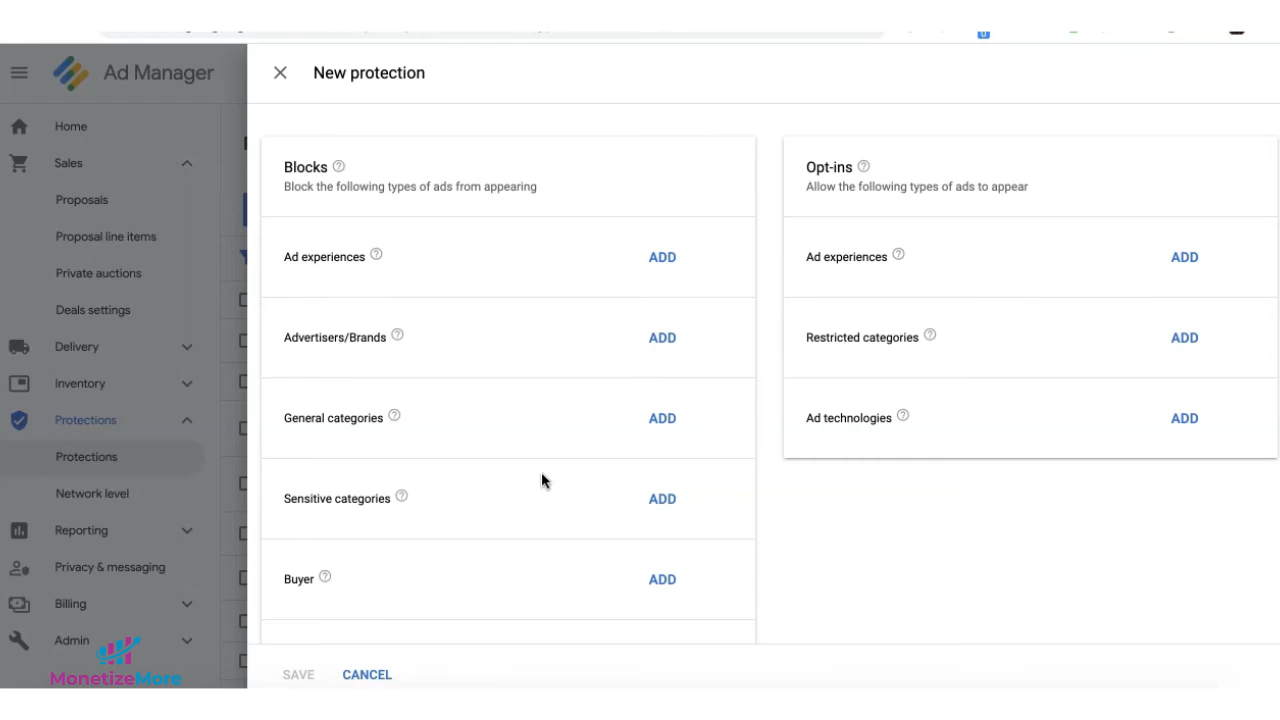 Ad Manager
New protection
Home
Sales
Proposals
Proposal line items
Private auctions
Deals settings
Delivery
Inventory
Protections
Protections
Network level
Reporting
Privacy & messaging
Billing
Admin
MonetizeMore
Blocks
Block the following types of ads from appearing
Ad experiences ADD
Advertisers/Brands ADD
General categories ADD
Sensitive categories ADD
Buyer ADD
Opt-ins
Allow the following types of ads to appear
Ad experiences ADD
Restricted categories ADD
Ad technologies ADD
SAVE CANCEL